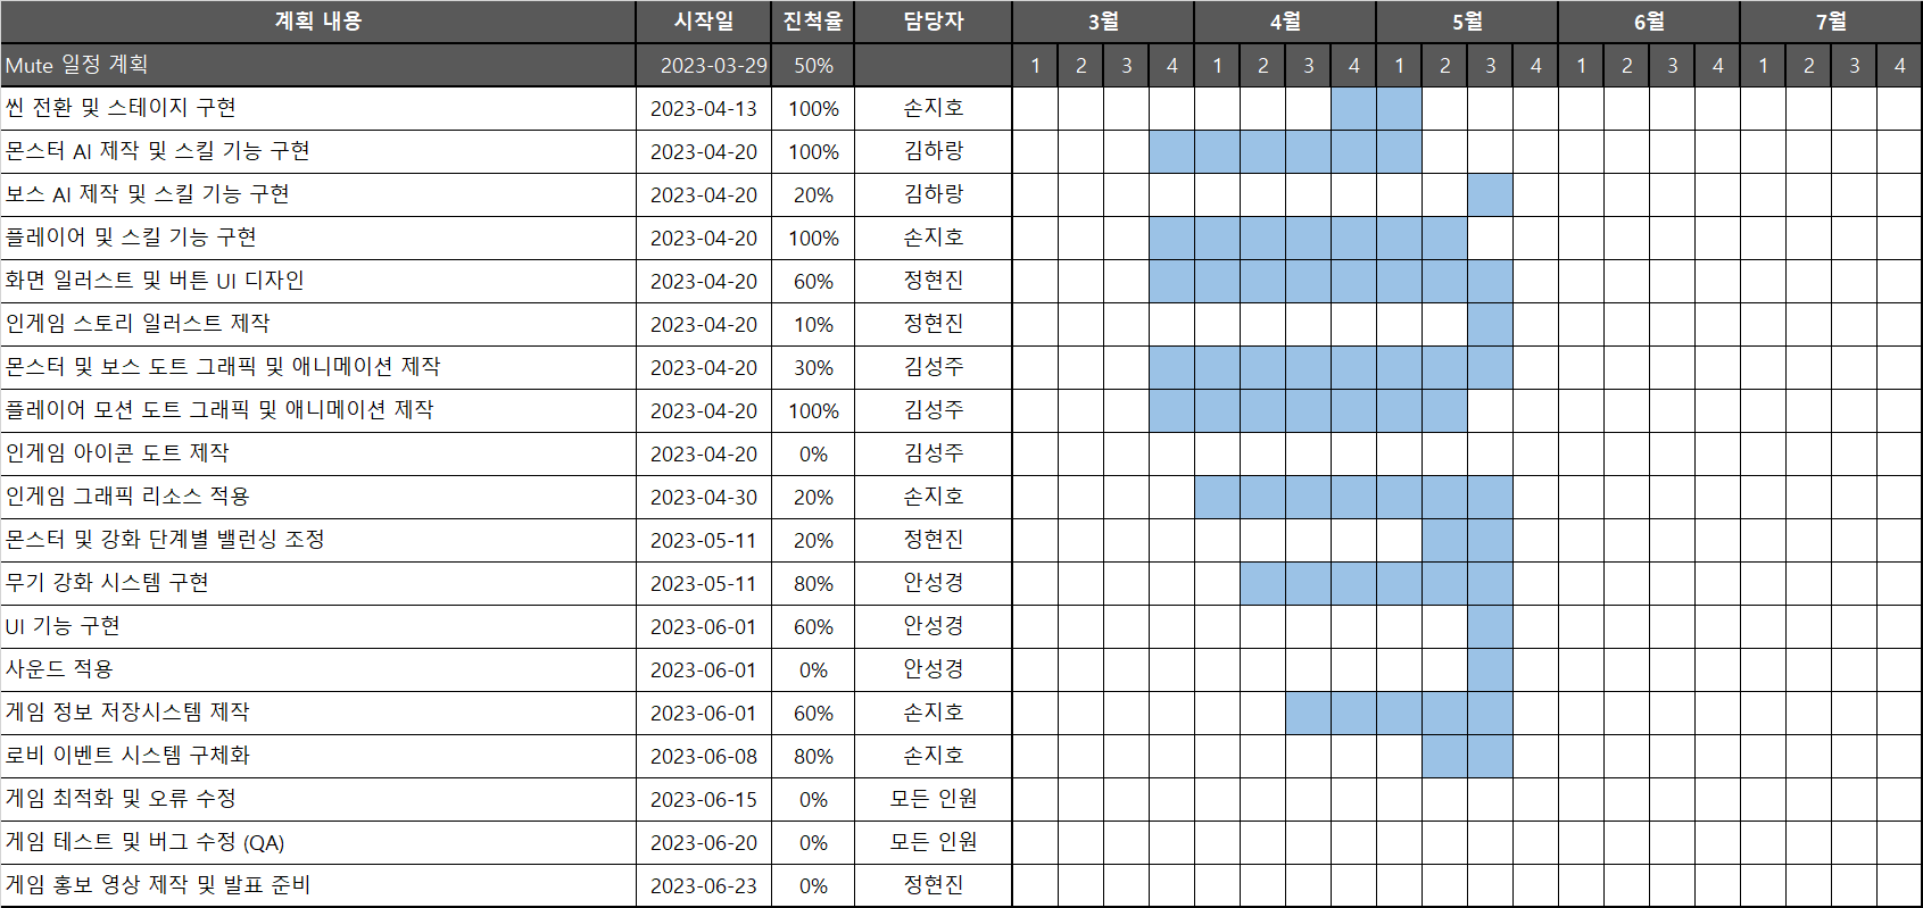 계획 내용 시작일 진척율 담당자 3월 4월 5월 6월 7월
Mute 일정 계획 2023-03-29 50% 1 2 3 4 1 2 3 4 1 2 3 4 1 2 3 4 1 2 3 4
씬 전환 및 스테이지 구현 2023-04-13 100% 손지호
몬스터 AI 제작 및 스킬 기능 구현 2023-04-20 100% 김하랑
보스 AI 제작 및 스킬 기능 구현 2023-04-20 20% 김하랑
플레이어 및 스킬 기능 구현 2023-04-20 100% 손지호
화면 일러스트 및 버튼 UI 디자인 2023-04-20 60% 정현진
인게임 스토리 일러스트 제작 2023-04-20 10% 정현진
몬스터 및 보스 도트 그래픽 및 애니메이션 제작 2023-04-20 30% 김성주
플레이어 모션 도트 그래픽 및 애니메이션 제작 2023-04-20 100% 김성주
인게임 아이콘 도트 제작 2023-04-20 0% 김성주
인게임 그래픽 리소스 적용 2023-04-30 20% 손지호
몬스터 및 강화 단계별 밸런싱 조정 2023-05-11 20% 정현진
무기 강화 시스템 구현 2023-05-11 80% 안성경
UI 기능 구현 2023-06-01 60% 안성경
사운드 적용 2023-06-01 0% 안성경
게임 정보 저장시스템 제작 2023-06-01 60% 손지호
로비 이벤트 시스템 구체화 2023-06-08 80% 손지호
게임 최적화 및 오류 수정 2023-06-15 0% 모든 인원
게임 테스트 및 버그 수정 (QA) 2023-06-20 0% 모든 인원
게임 홍보 영상 제작 및 발표 준비 2023-06-23 0% 정현진